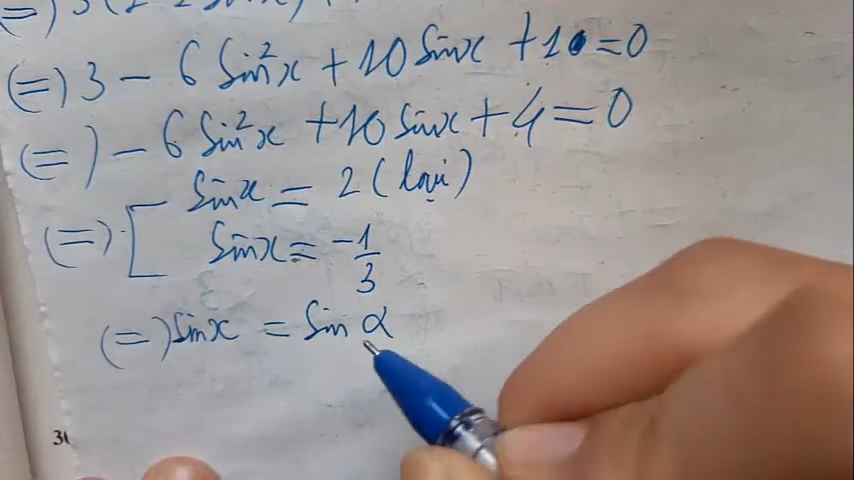 (=) 3 - 6 Sin²x + 10 Sinx + 1 = 0
(=) - 6 Sin²x + 10 Sinx + 4 = 0
(=) [ Sinx = 2 (loại)
Sinx = -1/3
(=) Sinx = Sin α